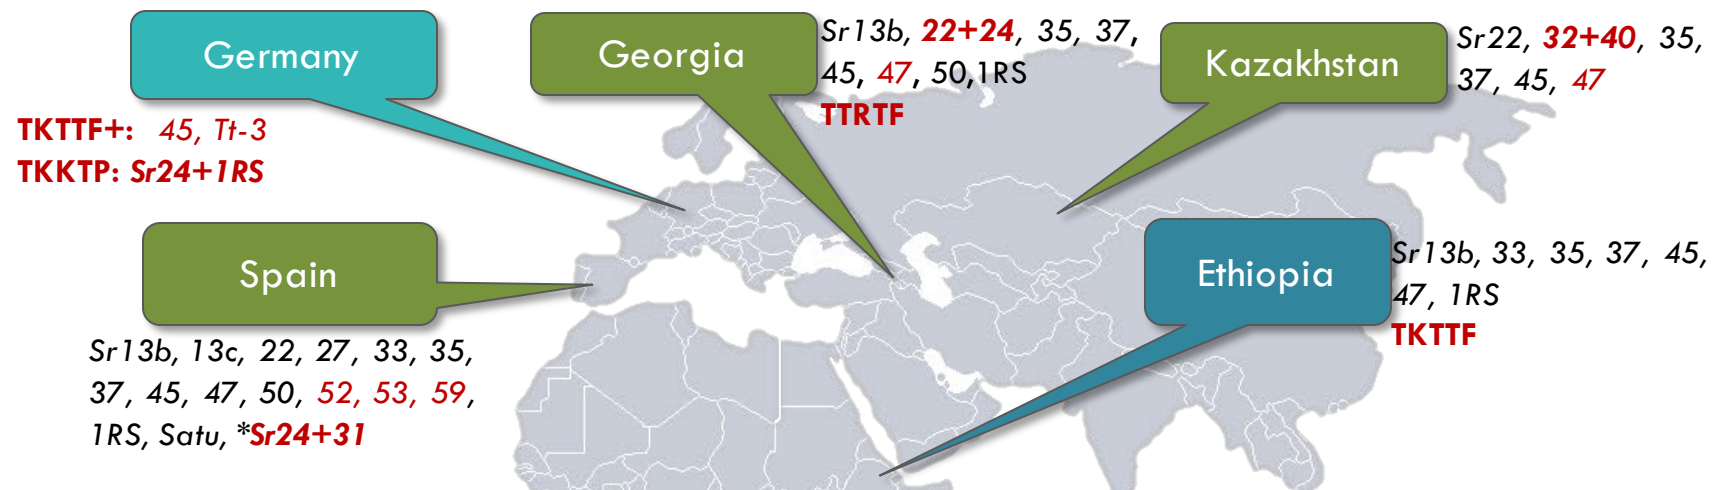 Germany
TKTTF+: 45, Tt-3
TKKTP: Sr24+1RS
Georgia
Sr13b, 22+24, 35, 37,
45, 47, 50,1RS
TTRTF
Kazakhstan
Sr22, 32+40, 35,
37, 45, 47
Spain
Sr13b, 13c, 22, 27, 33, 35,
37, 45, 47, 50, 52, 53, 59,
1RS, Satu, *Sr24+31
Ethiopia
Sr13b, 33, 35, 37, 45,
47, 1RS
TKTTF